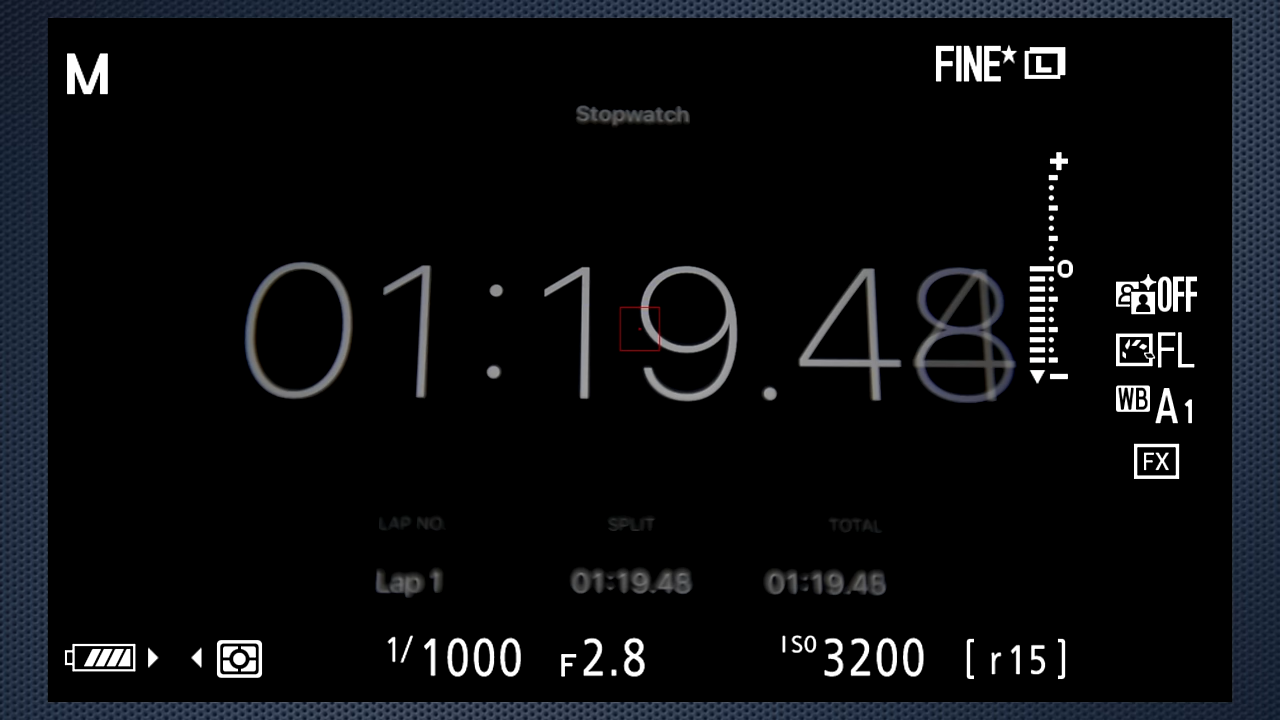 M
FINE★ L
Stopwatch
01:19.48
OFF
FL
WB A1
FX
LAP NO. SPLIT TOTAL
Lap 1 01:19.48 01:19.48
1/1000 F2.8 ISO 3200 [r15]